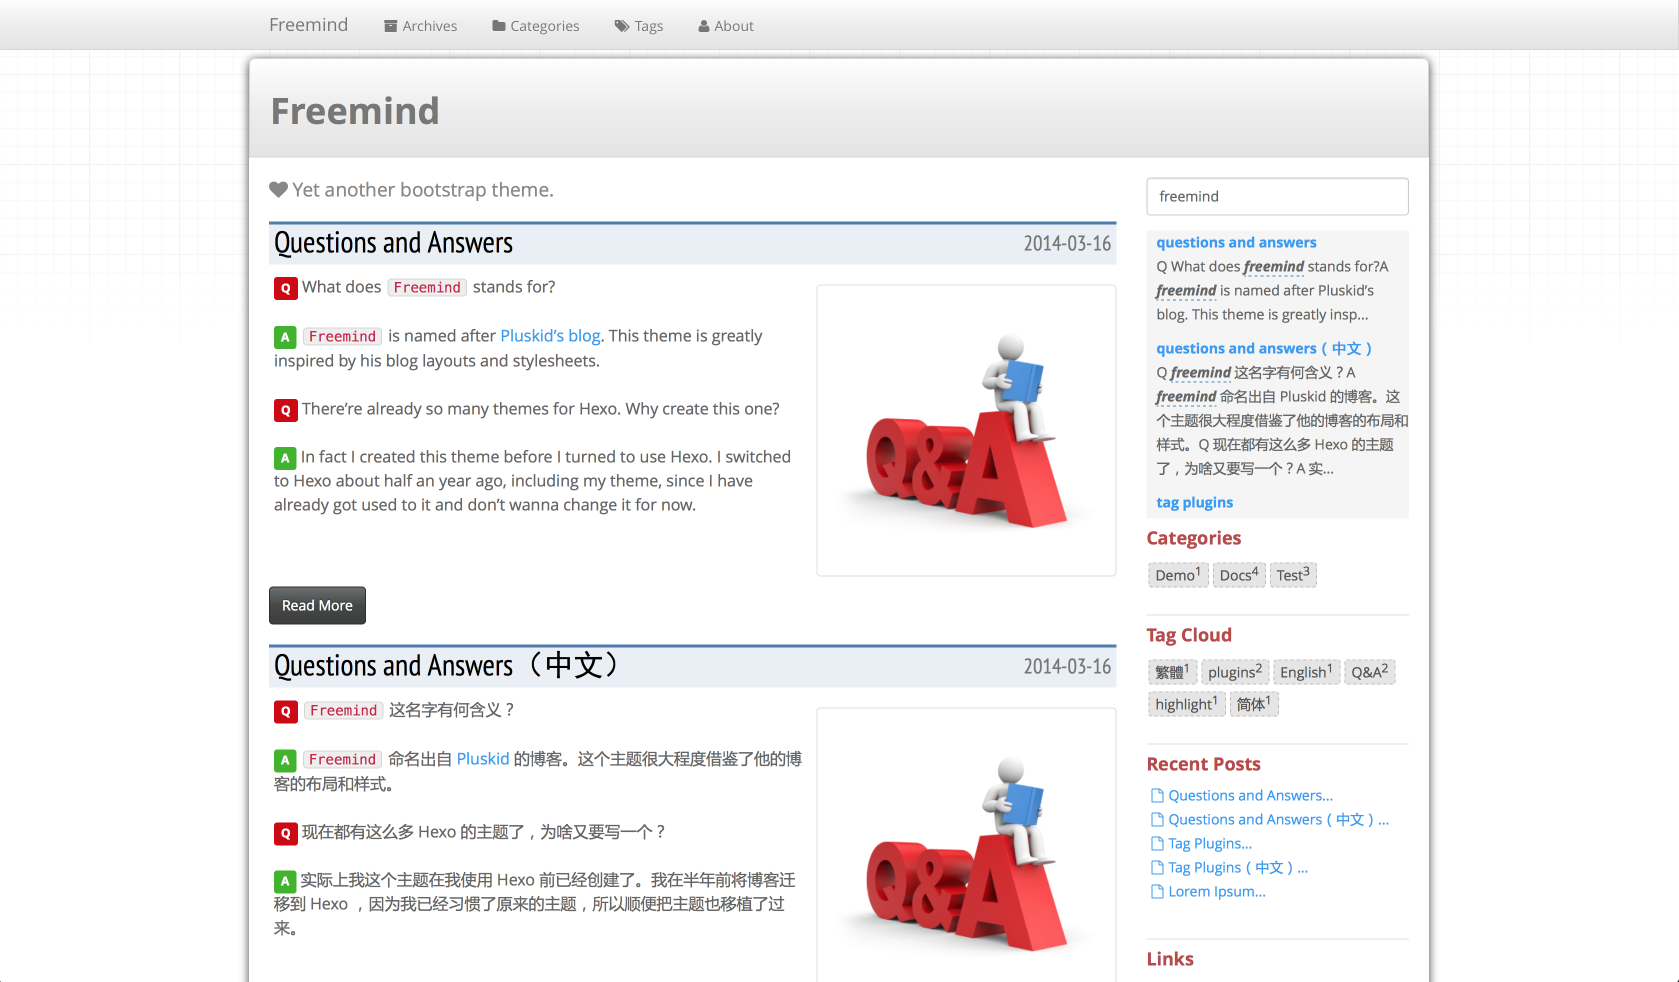 Freemind Archives Categories Tags About
Freemind
Yet another bootstrap theme.
Questions and Answers 2014-03-16
Q What does Freemind stands for?
A Freemind is named after Pluskid’s blog. This theme is greatly
inspired by his blog layouts and stylesheets.
Q There’re already so many themes for Hexo. Why create this one?
A In fact I created this theme before I turned to use Hexo. I switched
to Hexo about half an year ago, including my theme, since I have
already got used to it and don’t wanna change it for now.
Q&A
Read More
Questions and Answers（中文） 2014-03-16
Q Freemind 这名字有何含义？
A Freemind 命名出自 Pluskid 的博客。这个主题很大程度借鉴了他的博
客的布局和样式。
Q 现在都有这么多 Hexo 的主题了，为啥又要写一个？
A 实际上我这个主题在我使用 Hexo 前已经创建了。我在半年前将博客迁
移到 Hexo ，因为我已经习惯了原来的主题，所以顺便把主题也移植了过
来。
Q&A
freemind
questions and answers
Q What does freemind stands for?A
freemind is named after Pluskid’s
blog. This theme is greatly insp...
questions and answers（中文）
Q freemind 这名字有何含义？A
freemind 命名出自 Pluskid 的博客。这
个主题很大程度借鉴了他的博客的布局和
样式。Q 现在都有这么多 Hexo 的主题
了，为啥又要写一个？A 实...
tag plugins
Categories
Demo1 Docs4 Test3
Tag Cloud
繁體1 plugins2 English1 Q&A2
highlight1 简体1
Recent Posts
Questions and Answers...
Questions and Answers（中文）...
Tag Plugins...
Tag Plugins（中文）...
Lorem Ipsum...
Links